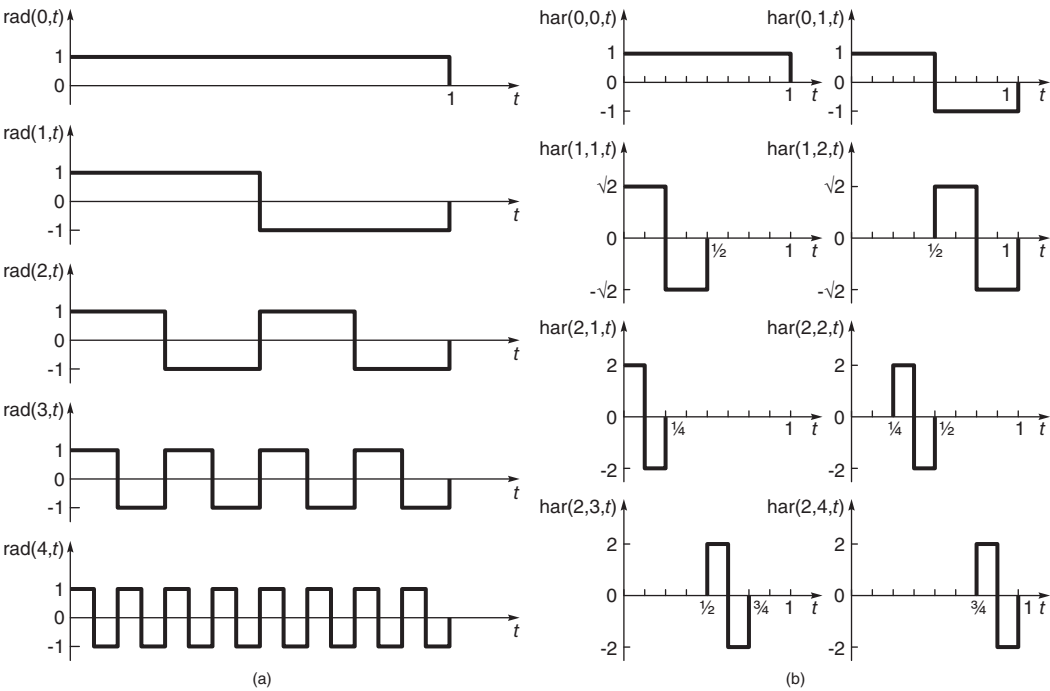 rad(0,t)
1
0
1
t
rad(1,t)
1
0
-1
t
rad(2,t)
1
0
-1
t
rad(3,t)
1
0
-1
t
rad(4,t)
1
0
-1
t
(a)
har(0,0,t)
1
0
-1
1
t
har(0,1,t)
1
0
-1
1
t
har(1,1,t)
√2
0
-√2
½
1
t
har(1,2,t)
√2
0
-√2
½
1
t
har(2,1,t)
2
0
-2
¼
1
t
har(2,2,t)
2
0
-2
¼
½
1
t
har(2,3,t)
2
0
-2
½
¾
1
t
har(2,4,t)
2
0
-2
¾
1
t
(b)